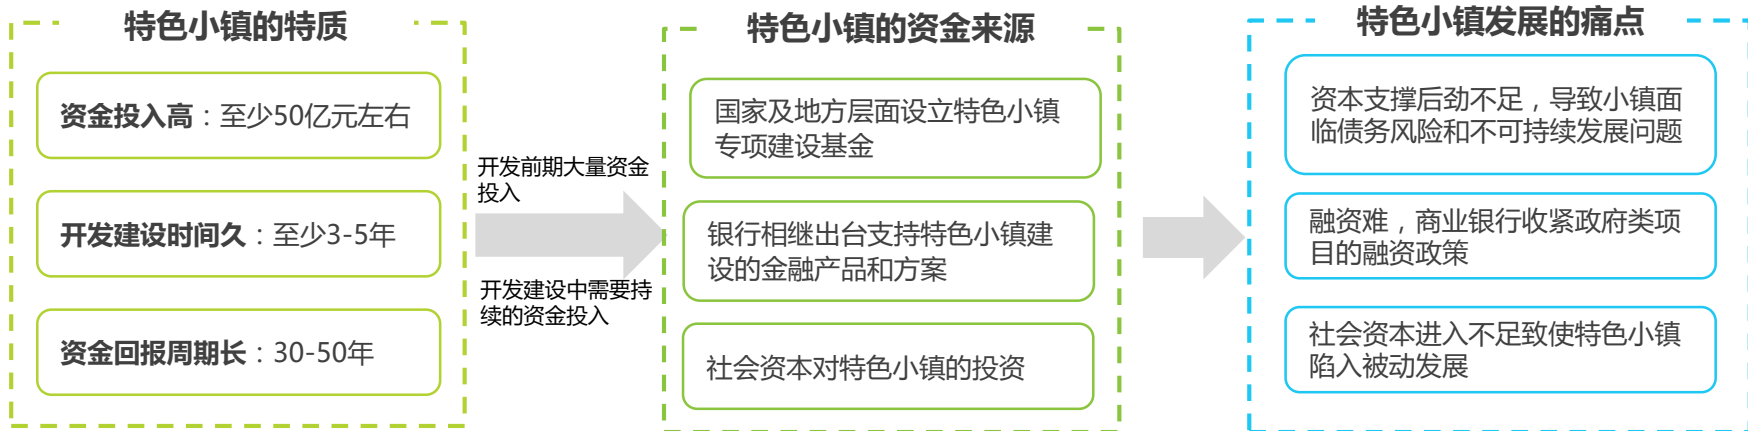 特色小镇的特质
资金投入高：至少50亿元左右
开发建设时间久：至少3-5年
资金回报周期长：30-50年
开发前期大量资金
投入
开发建设中需要持
续的资金投入
特色小镇的资金来源
国家及地方层面设立特色小镇
专项建设基金
银行相继出台支持特色小镇建
设的金融产品和方案
社会资本对特色小镇的投资
特色小镇发展的痛点
资本支撑后劲不足，导致小镇面
临债务风险和不可持续发展问题
融资难，商业银行收紧政府类项
目的融资政策
社会资本进入不足致使特色小镇
陷入被动发展